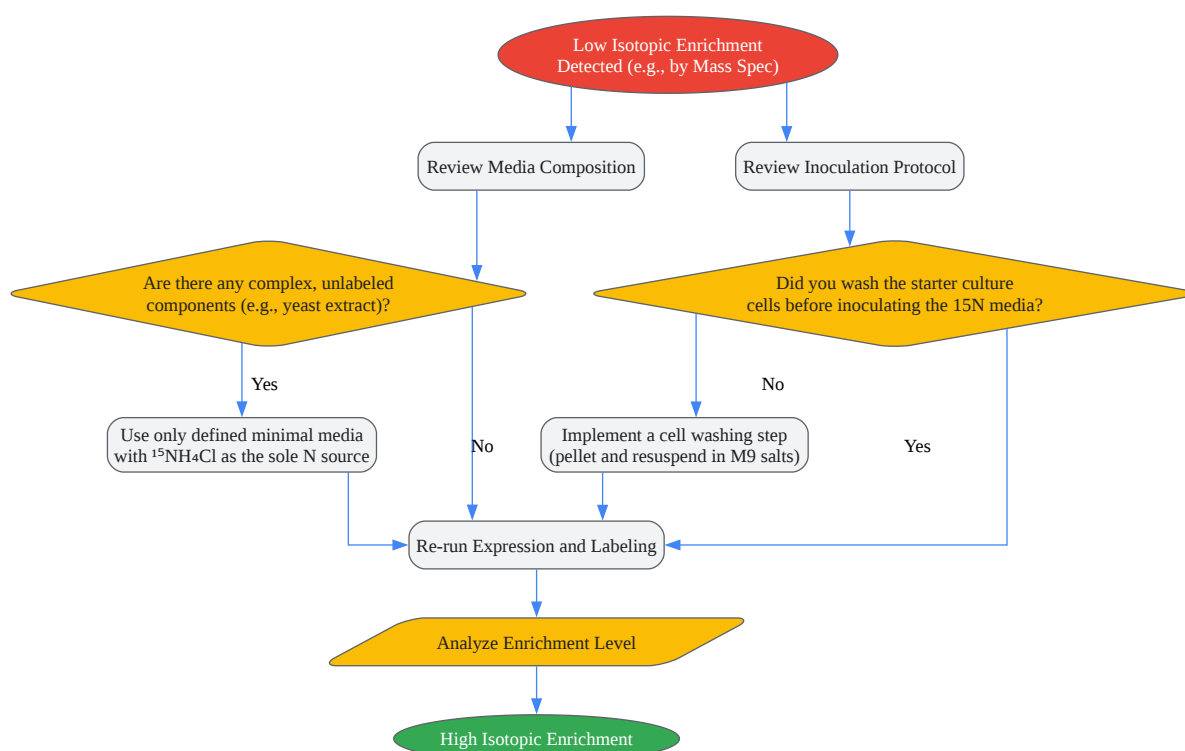 Low Isotopic Enrichment
Detected (e.g., by Mass Spec)
Review Media Composition
Review Inoculation Protocol
Are there any complex, unlabeled
components (e.g., yeast extract)?
Did you wash the starter culture
cells before inoculating the 15N media?
Yes
No
Use only defined minimal media
with ¹⁵NH₄Cl as the sole N source
No
Implement a cell washing step
(pellet and resuspend in M9 salts)
Yes
Re-run Expression and Labeling
Analyze Enrichment Level
High Isotopic Enrichment